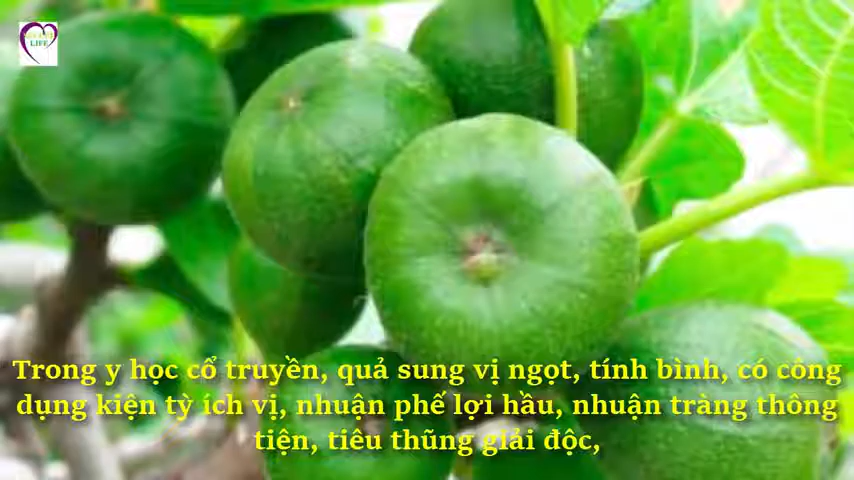 LIFE
Trong y học cổ truyền, quả sung vị ngọt, tính bình, có công
dụng kiện tỳ ích vị, nhuận phế lợi hầu, nhuận tràng thông
tiện, tiêu thũng giải độc,